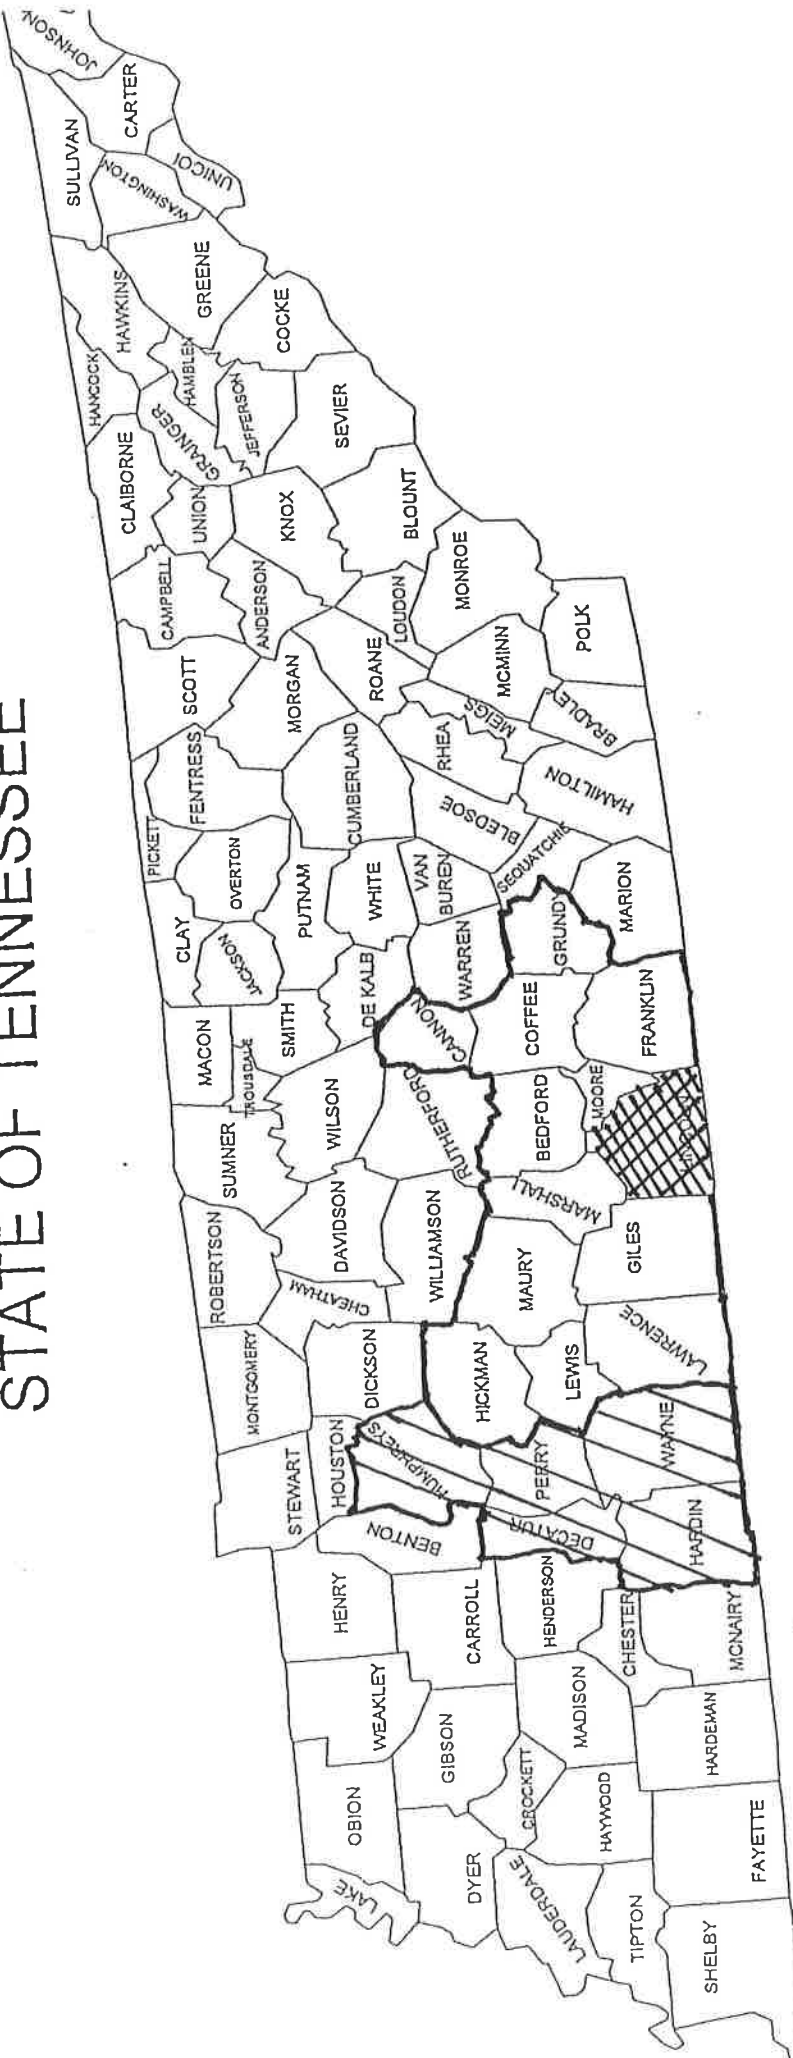 STATE OF TENNESSEE
LAKE
OBION
WEAKLEY
HENRY
STEWART
MONTGOMERY
ROBERTSON
SUMNER
MACON
TROUSDALE
CLAY
PICKETT
JACKSON
OVERTON
FENTRESS
SCOTT
CAMPBELL
CLAIBORNE
HANCOCK
HAWKINS
SULLIVAN
JOHNSON
CARTER
WASHINGTON
UNICOI
DYER
GIBSON
CARROLL
BENTON
HOUSTON
HUMPHREYS
DICKSON
CHEATHAM
DAVIDSON
WILSON
SMITH
DE KALB
PUTNAM
WHITE
CUMBERLAND
MORGAN
ANDERSON
UNION
GRAINGER
HAMBLEN
JEFFERSON
GREENE
COCKE
SEVIER
KNOX
LAUDERDALE
CROCKETT
MADISON
HENDERSON
DECATUR
PERRY
HICKMAN
WILLIAMSON
RUTHERFORD
CANNON
WARREN
VAN
BUREN
BLEDSOE
RHEA
ROANE
LOUDON
BLOUNT
TIPTON
HAYWOOD
CHESTER
LEWIS
MAURY
MARSHALL
BEDFORD
COFFEE
GRUNDY
SEQUATCHIE
MEIGS
MCMINN
MONROE
SHELBY
FAYETTE
HARDEMAN
MCNAIRY
HARDIN
WAYNE
LAWRENCE
GILES
LINCOLN
MOORE
FRANKLIN
MARION
HAMILTON
BRADLEY
POLK